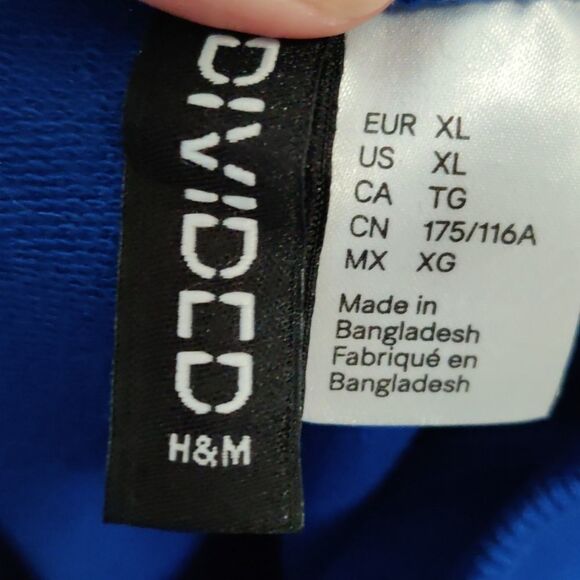 DIVIDED
H&M
EUR XL
US XL
CA TG
CN 175/116A
MX XG
Made in
Bangladesh
Fabriqué en
Bangladesh